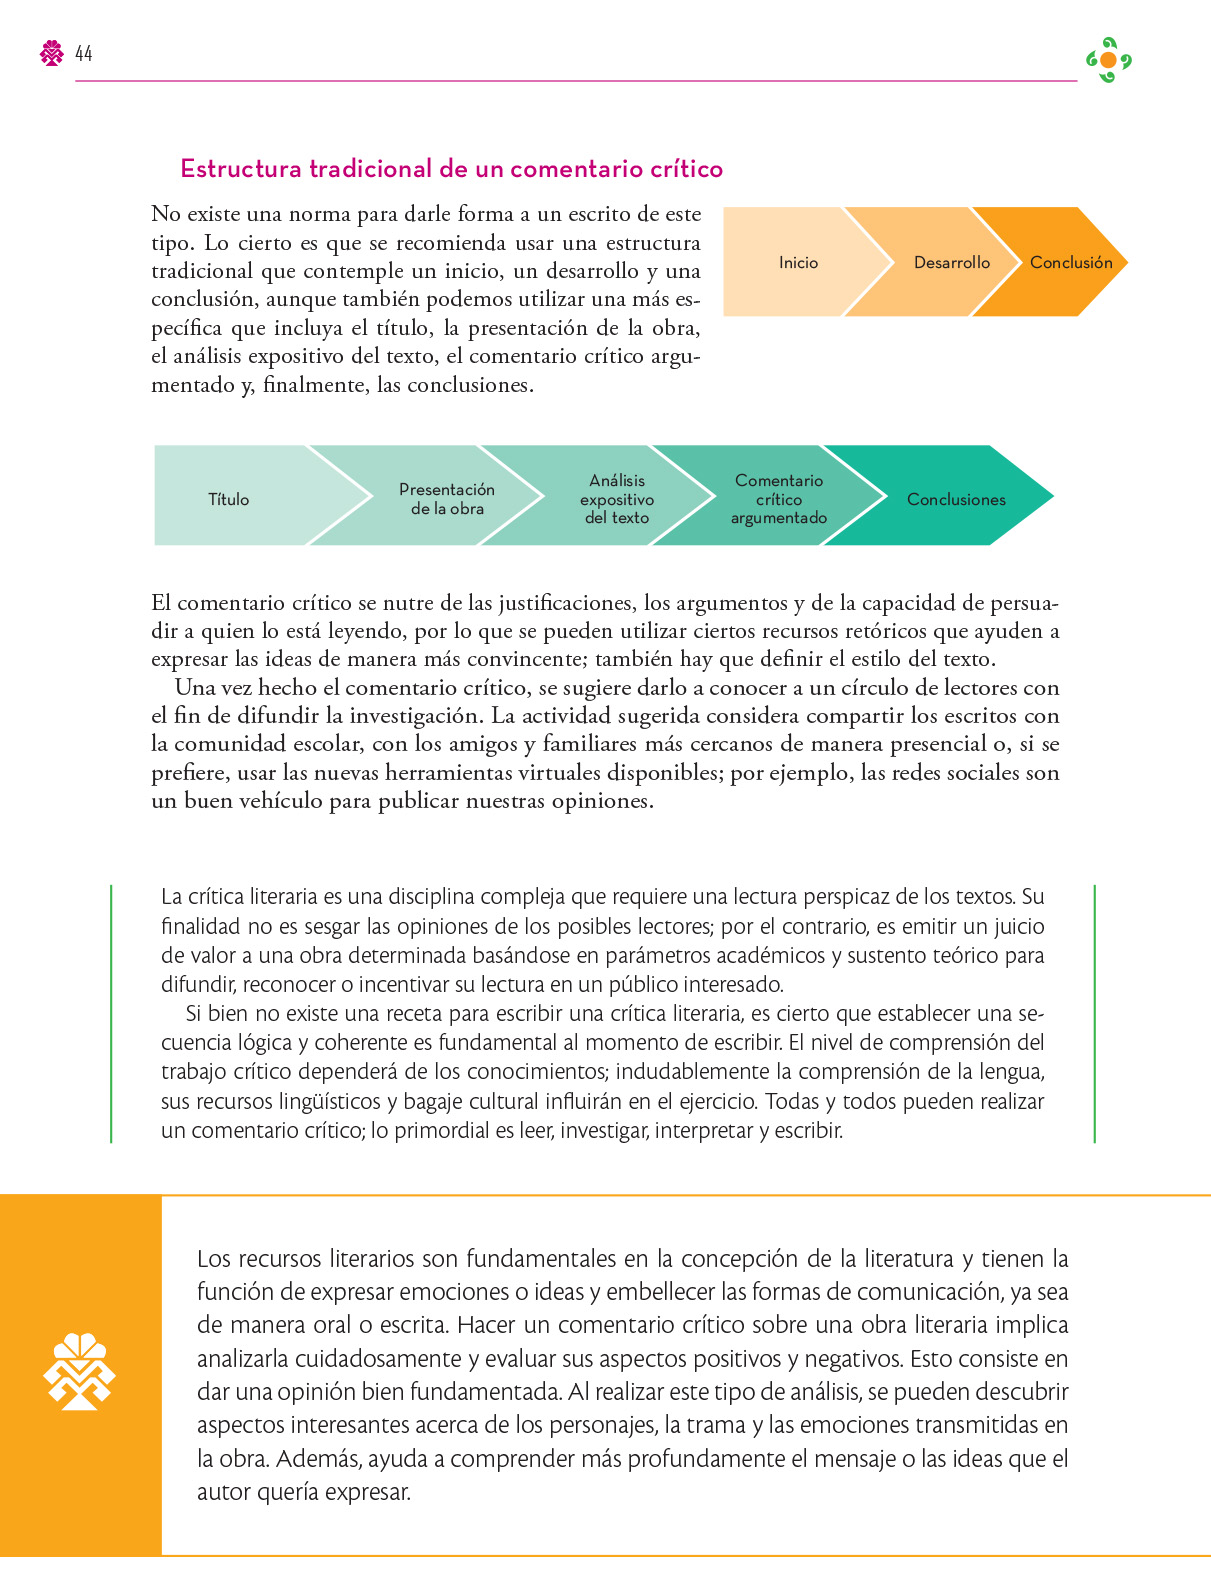 44
Estructura tradicional de un comentario crítico
No existe una norma para darle forma a un escrito de este
tipo. Lo cierto es que se recomienda usar una estructura
tradicional que contemple un inicio, un desarrollo y una
conclusión, aunque también podemos utilizar una más es-
pecífica que incluya el título, la presentación de la obra,
el análisis expositivo del texto, el comentario crítico argu-
mentado y, finalmente, las conclusiones.
Inicio
Desarrollo
Conclusión
Título
Presentación
de la obra
Análisis
expositivo
del texto
Comentario
crítico
argumentado
Conclusiones
El comentario crítico se nutre de las justificaciones, los argumentos y de la capacidad de persua-
dir a quien lo está leyendo, por lo que se pueden utilizar ciertos recursos retóricos que ayuden a
expresar las ideas de manera más convincente; también hay que definir el estilo del texto.
Una vez hecho el comentario crítico, se sugiere darlo a conocer a un círculo de lectores con
el fin de difundir la investigación. La actividad sugerida considera compartir los escritos con
la comunidad escolar, con los amigos y familiares más cercanos de manera presencial o, si se
prefiere, usar las nuevas herramientas virtuales disponibles; por ejemplo, las redes sociales son
un buen vehículo para publicar nuestras opiniones.
La crítica literaria es una disciplina compleja que requiere una lectura perspicaz de los textos. Su
finalidad no es sesgar las opiniones de los posibles lectores; por el contrario, es emitir un juicio
de valor a una obra determinada basándose en parámetros académicos y sustento teórico para
difundir, reconocer o incentivar su lectura en un público interesado.
Si bien no existe una receta para escribir una crítica literaria, es cierto que establecer una se-
cuencia lógica y coherente es fundamental al momento de escribir. El nivel de comprensión del
trabajo crítico dependerá de los conocimientos; indudablemente la comprensión de la lengua,
sus recursos lingüísticos y bagaje cultural influirán en el ejercicio. Todas y todos pueden realizar
un comentario crítico; lo primordial es leer, investigar, interpretar y escribir.
Los recursos literarios son fundamentales en la concepción de la literatura y tienen la
función de expresar emociones o ideas y embellecer las formas de comunicación, ya sea
de manera oral o escrita. Hacer un comentario crítico sobre una obra literaria implica
analizarla cuidadosamente y evaluar sus aspectos positivos y negativos. Esto consiste en
dar una opinión bien fundamentada. Al realizar este tipo de análisis, se pueden descubrir
aspectos interesantes acerca de los personajes, la trama y las emociones transmitidas en
la obra. Además, ayuda a comprender más profundamente el mensaje o las ideas que el
autor quería expresar.